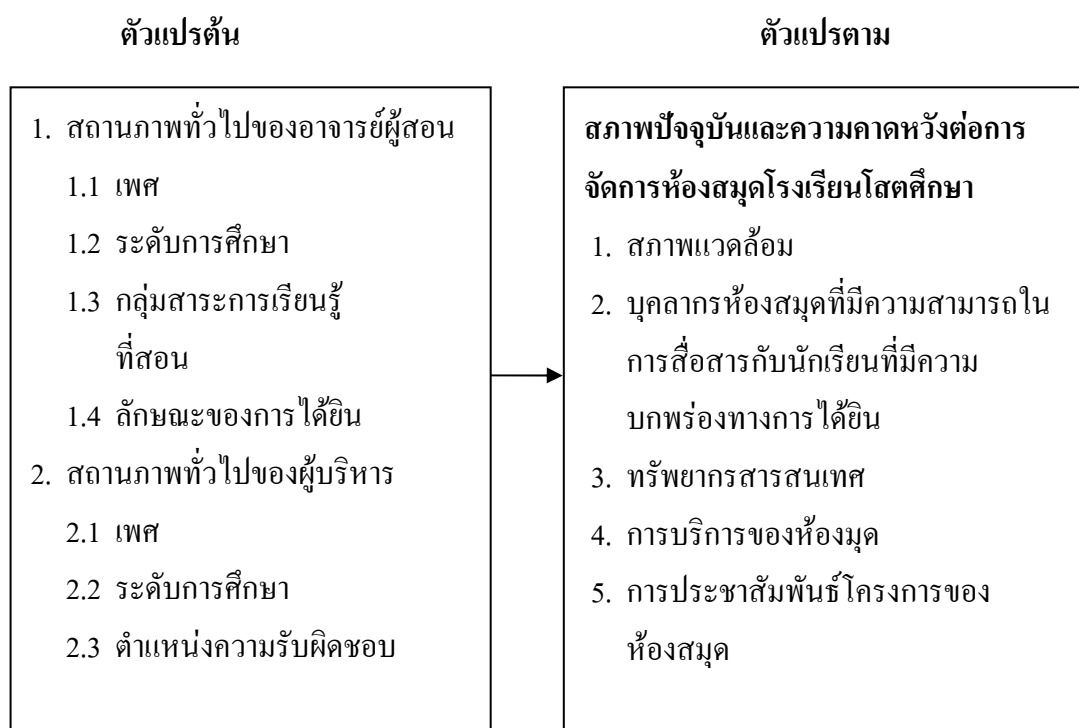 ตัวแปรต้น
ตัวแปรตาม
1. สถานภาพทั่วไปของอาจารย์ผู้สอน
1.1 เพศ
1.2 ระดับการศึกษา
1.3 กลุ่มสาระการเรียนรู้
ที่สอน
1.4 ลักษณะของการได้ยิน
2. สถานภาพทั่วไปของผู้บริหาร
2.1 เพศ
2.2 ระดับการศึกษา
2.3 ตำแหน่งความรับผิดชอบ
สภาพปัจจุบันและความคาดหวังต่อการ
จัดการห้องสมุดโรงเรียนโสตศึกษา
1. สภาพแวดล้อม
2. บุคลากรห้องสมุดที่มีความสามารถใน
การสื่อสารกับนักเรียนที่มีความ
บกพร่องทางการได้ยิน
3. ทรัพยากรสารสนเทศ
4. การบริการของห้องมุด
5. การประชาสัมพันธ์โครงการของ
ห้องสมุด